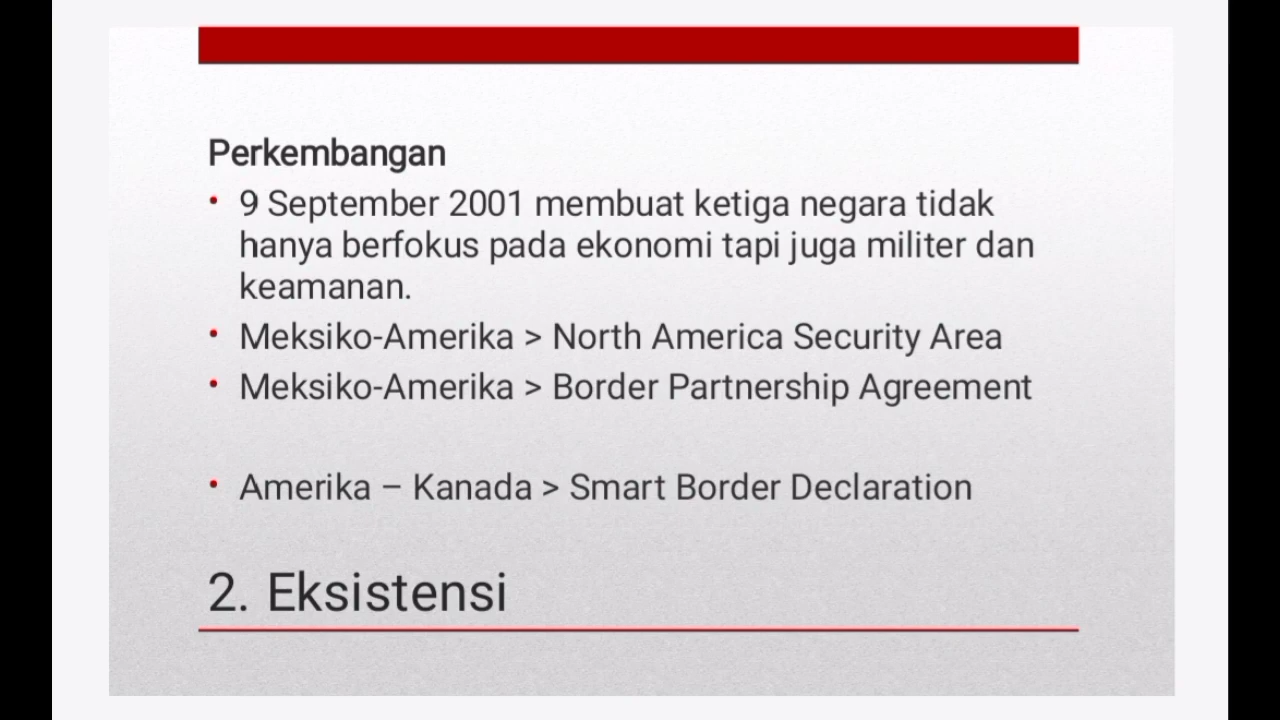 Perkembangan
• 9 September 2001 membuat ketiga negara tidak
hanya berfokus pada ekonomi tapi juga militer dan
keamanan.
• Meksiko-Amerika > North America Security Area
• Meksiko-Amerika > Border Partnership Agreement
• Amerika – Kanada > Smart Border Declaration
2. Eksistensi